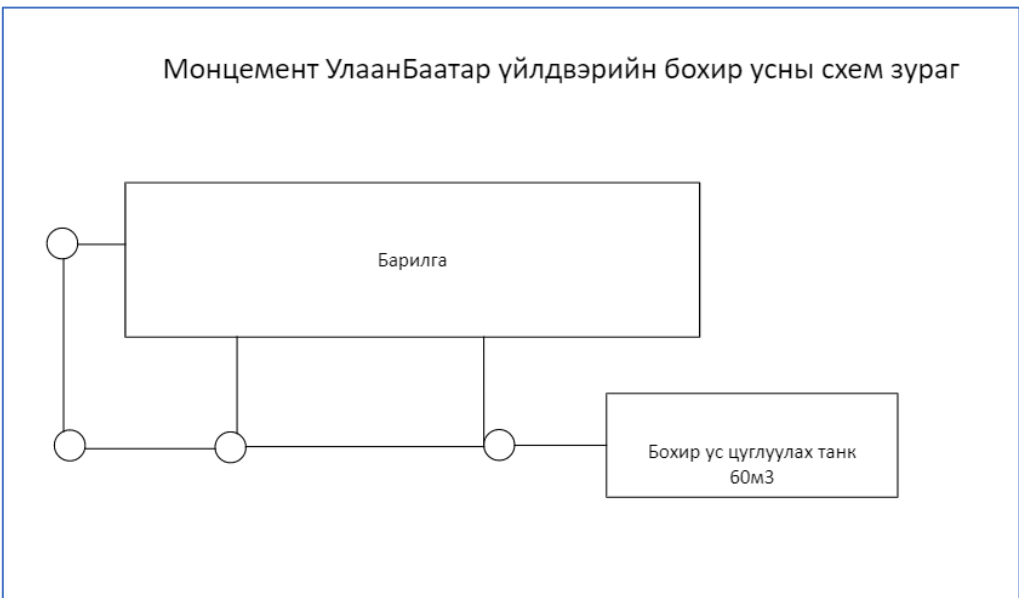 Монцемент УлаанБаатар үйлдвэрийн бохир усны схем зураг
Барилга
Бохир ус цуглуулах танк
60м3